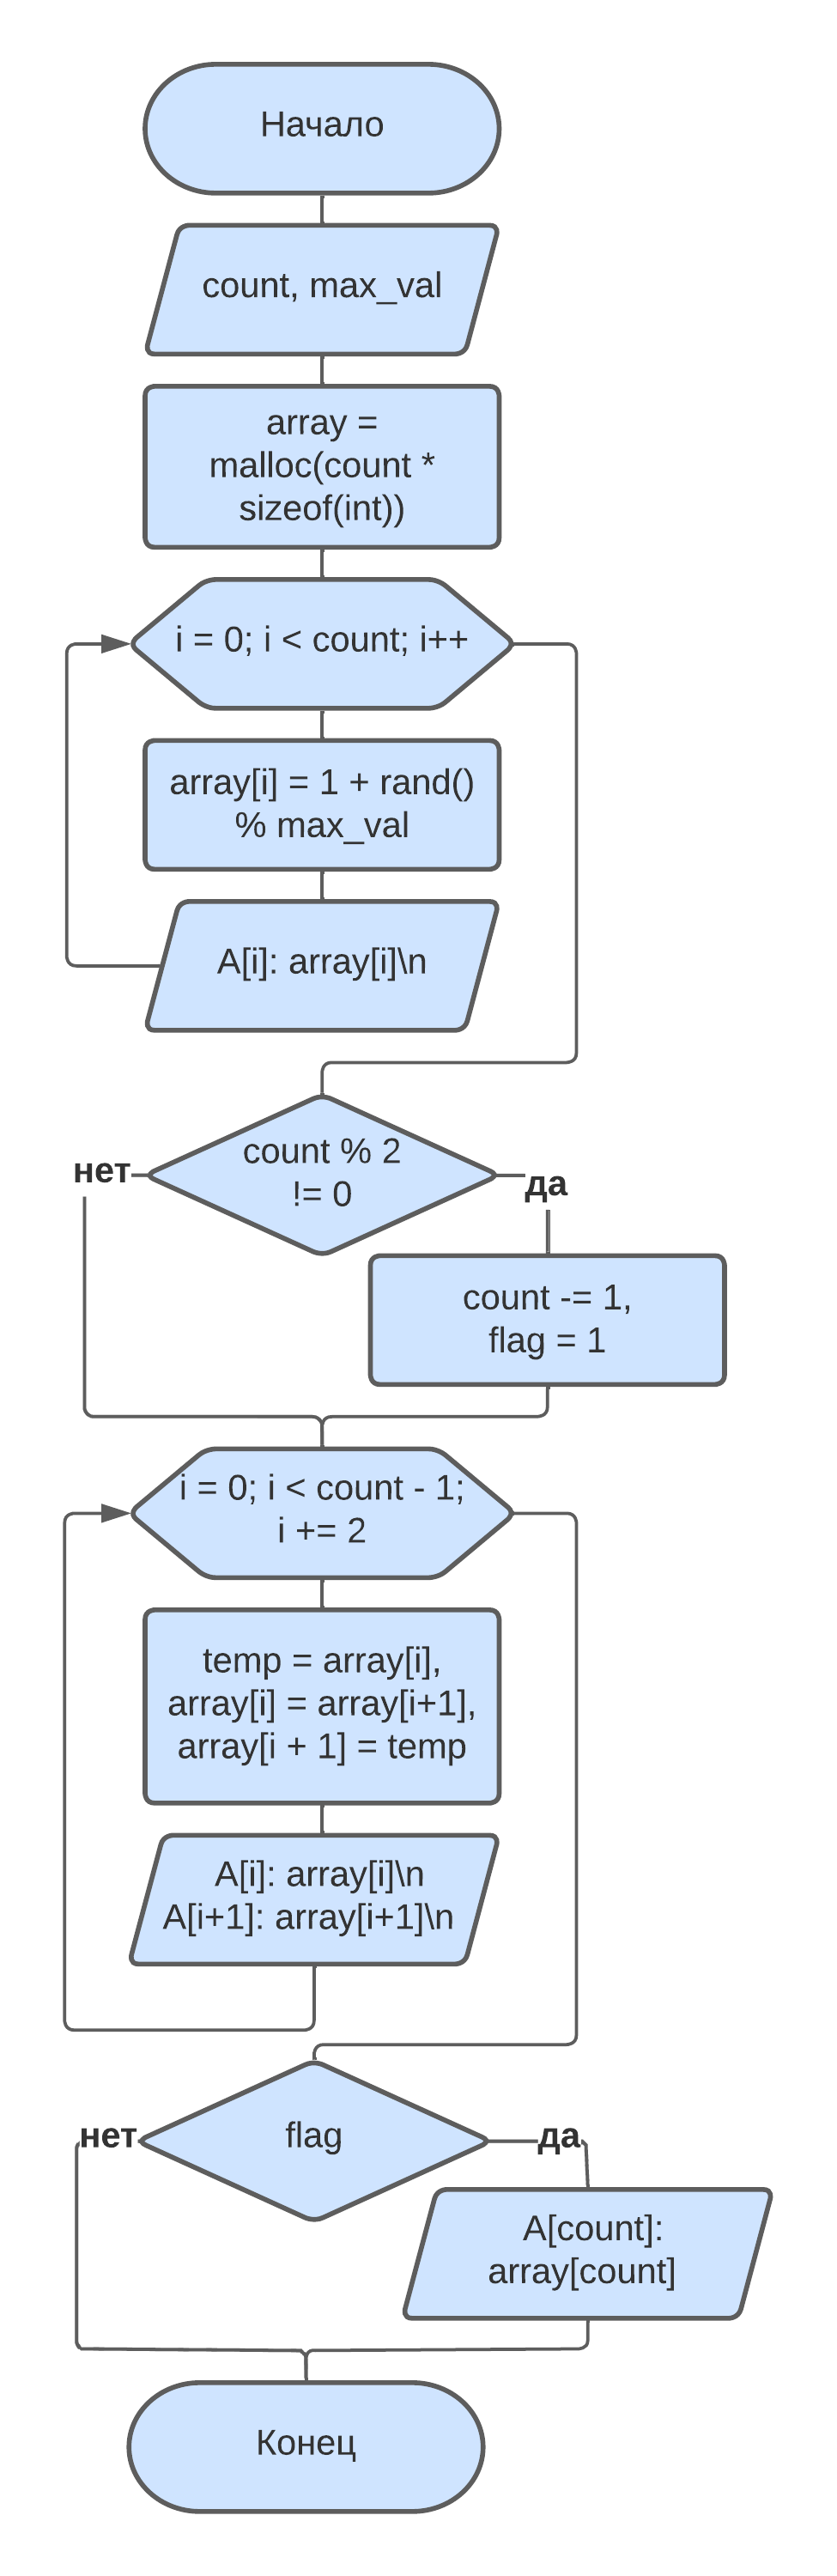 Начало
count, max_val
array =
malloc(count *
sizeof(int))
i = 0; i < count; i++
array[i] = 1 + rand()
% max_val
A[i]: array[i]\n
count % 2
!= 0
нет
да
count -= 1,
flag = 1
i = 0; i < count - 1;
i += 2
temp = array[i],
array[i] = array[i+1],
array[i + 1] = temp
A[i]: array[i]\n
A[i+1]: array[i+1]\n
нет
flag
да
A[count]:
array[count]
Конец